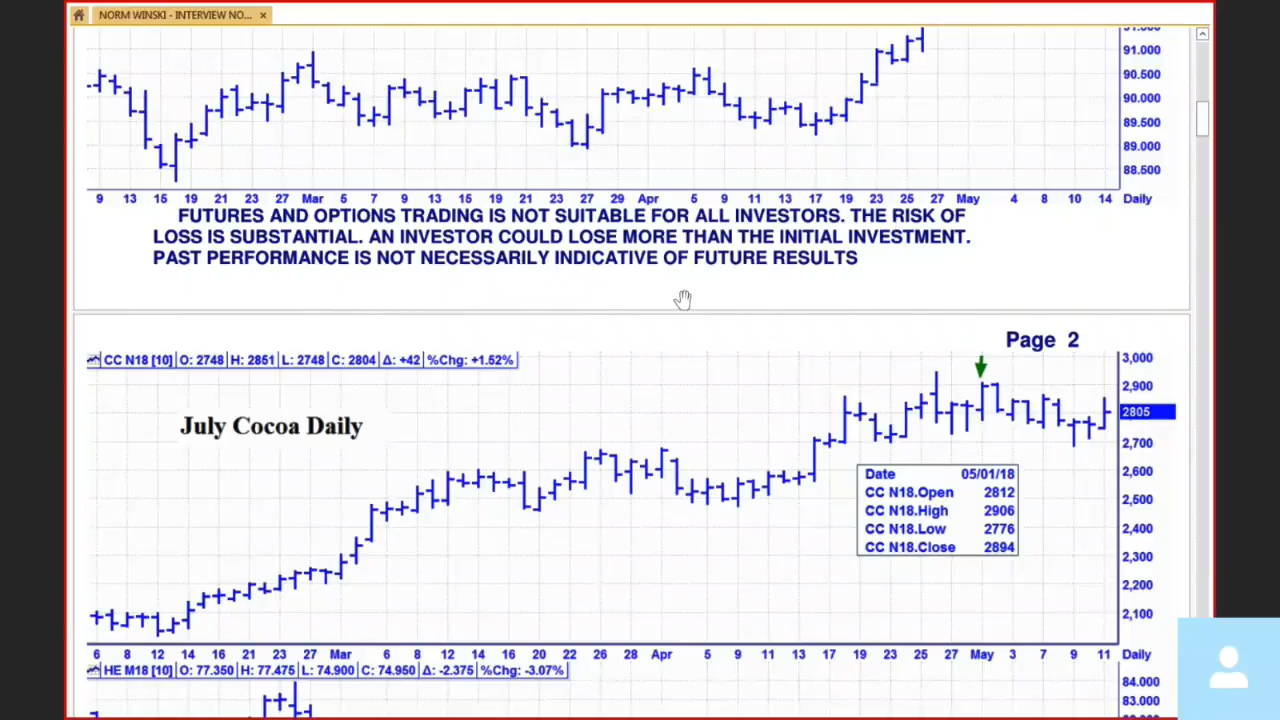 NORM WINSKI - INTERVIEW NO... ×
91.000
90.500
90.000
89.500
89.000
88.500
9 13 15 19 21 23 27 Mar 5 7 9 13 15 19 21 23 27 29 Apr 5 9 11 13 17 19 23 25 27 May 4 8 10 14 Daily
FUTURES AND OPTIONS TRADING IS NOT SUITABLE FOR ALL INVESTORS. THE RISK OF
LOSS IS SUBSTANTIAL. AN INVESTOR COULD LOSE MORE THAN THE INITIAL INVESTMENT.
PAST PERFORMANCE IS NOT NECESSARILY INDICATIVE OF FUTURE RESULTS
Page 2
CC N18 [10] O: 2748 H: 2851 L: 2748 C: 2804 Δ: +42 %Chg: +1.52%
3,000
2,900
2805
July Cocoa Daily
2,700
2,600
2,500
2,400
2,300
2,200
2,100
Date 05/01/18
CC N18.Open 2812
CC N18.High 2906
CC N18.Low 2776
CC N18.Close 2894
6 8 12 14 16 21 23 27 Mar 6 8 12 14 16 20 22 26 28 Apr 5 9 11 13 17 19 23 25 27 May 3 7 9 11 Daily
HE M18 [10] O: 77.350 H: 77.475 L: 74.900 C: 74.950 Δ: -2.375 %Chg: -3.07%
84.000
83.000